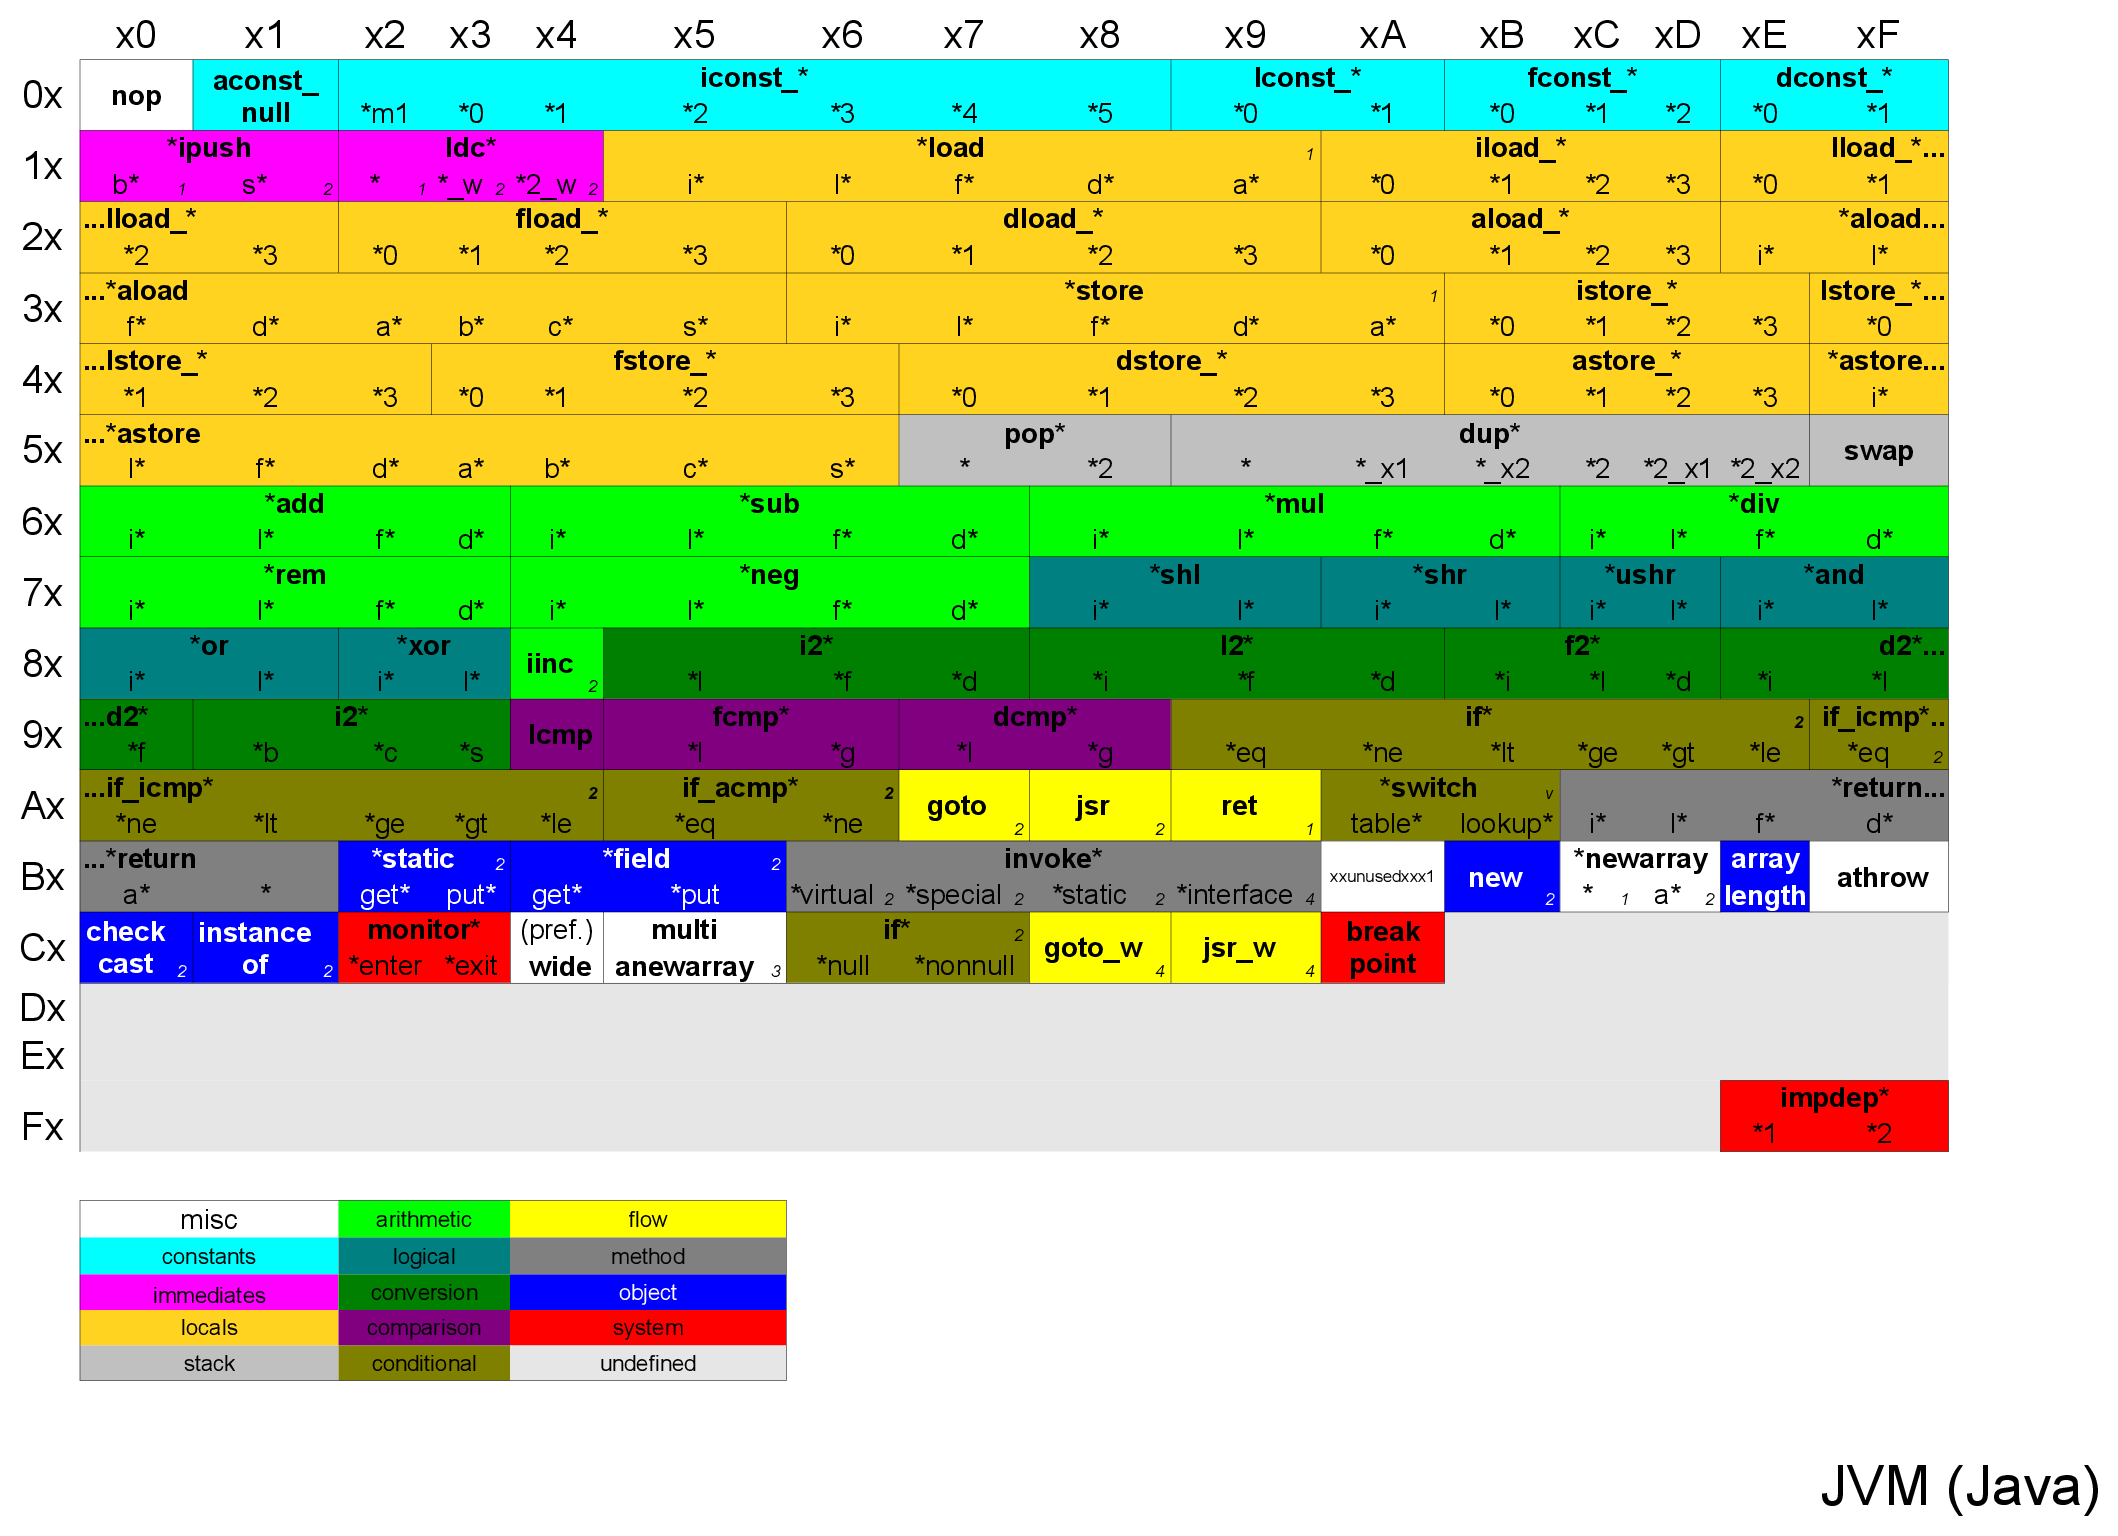 x0 x1 x2 x3 x4 x5 x6 x7 x8 x9 xA xB xC xD xE xF
0x nop aconst_ null iconst_* lconst_* fconst_* dconst_*
*m1 *0 *1 *2 *3 *4 *5 *0 *1 *0 *1 *2 *0 *1
1x *ipush ldc* *load 1 iload_* lload_*...
b* 1 s* 2 * 1 *_w 2 *2_w 2 i* l* f* d* a* *0 *1 *2 *3 *0 *1
2x ...lload_* fload_* dload_* aload_* *aload...
*2 *3 *0 *1 *2 *3 *0 *1 *2 *3 *0 *1 *2 *3 i* l*
3x ...*aload *store 1 istore_* lstore_*...
f* d* a* b* c* s* i* l* f* d* a* *0 *1 *2 *3 *0
4x ...lstore_* fstore_* dstore_* astore_* *astore...
*1 *2 *3 *0 *1 *2 *3 *0 *1 *2 *3 *0 *1 *2 *3 i*
5x ...*astore pop* dup* swap
l* f* d* a* b* c* s* * *2 * *_x1 *_x2 *2 *2_x1 *2_x2
6x *add *sub *mul *div
i* l* f* d* i* l* f* d* i* l* f* d* i* l* f* d*
7x *rem *neg *shl *shr *ushr *and
i* l* f* d* i* l* f* d* i* l* i* l* i* l* i* l*
8x *or *xor iinc 2 i2* l2* f2* d2*...
i* l* i* l* *l *f *d *i *f *d *i *l *d *i *l
9x ...d2* i2* lcmp fcmp* dcmp* if* 2 if_icmp*..
*f *b *c *s *l *g *l *g *eq *ne *lt *ge *gt *le *eq 2
Ax ...if_icmp* 2 if_acmp* 2 goto 2 jsr 2 ret 1 *switch v *return...
*ne *lt *ge *gt *le *eq *ne table* lookup* i* l* f* d*
Bx ...*return *static 2 *field 2 invoke* xxunusedxxx1 new 2 *newarray array length athrow
a* * get* put* get* *put *virtual 2 *special 2 *static 2 *interface 4 * 1 a* 2
Cx check cast 2 instance of 2 monitor* (pref.) wide multi anewarray 3 if* 2 goto_w 4 jsr_w 4 break point
*enter *exit *null *nonnull
Dx
Ex
Fx impdep*
*1 *2
misc arithmetic flow
constants logical method
immediates conversion object
locals comparison system
stack conditional undefined
JVM (Java)